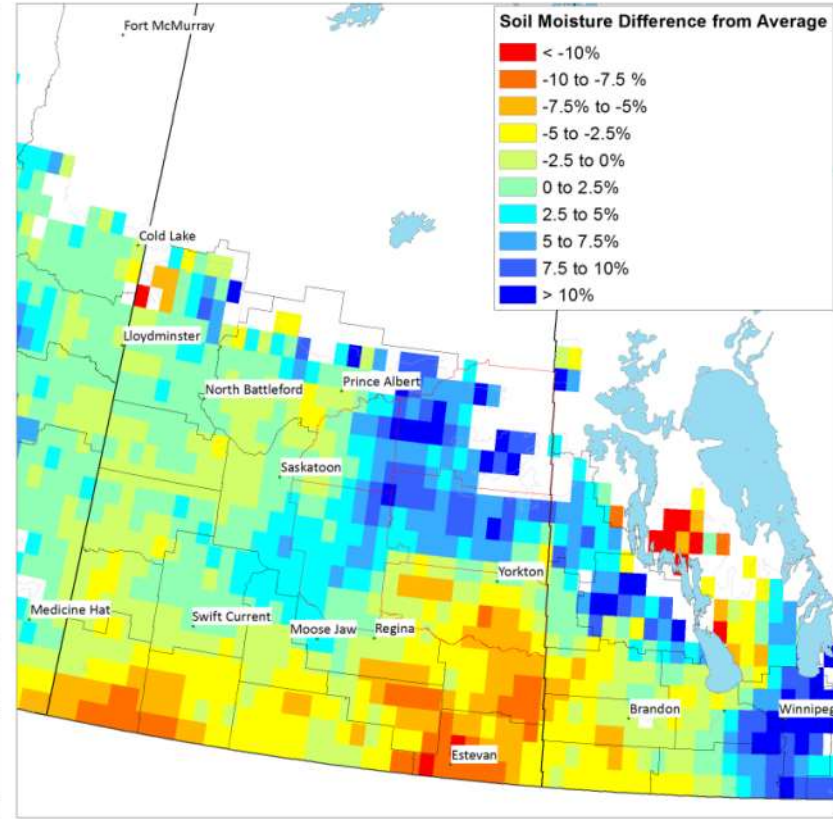 Fort McMurray
Soil Moisture Difference from Average
< -10%
-10 to -7.5 %
-7.5% to -5%
-5 to -2.5%
-2.5 to 0%
0 to 2.5%
2.5 to 5%
5 to 7.5%
7.5 to 10%
> 10%
Cold Lake
Lloydminster
North Battleford
Prince Albert
Saskatoon
Yorkton
Medicine Hat
Swift Current
Moose Jaw
Regina
Brandon
Winnipeg
Estevan